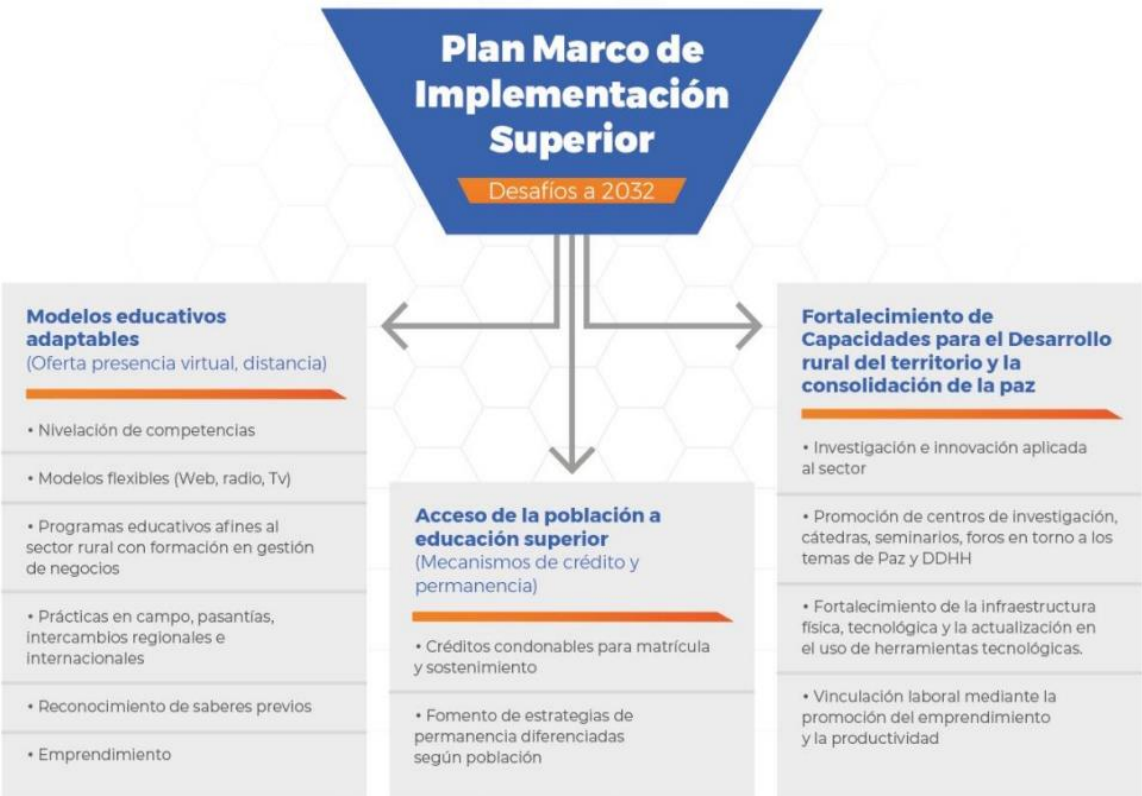 Plan Marco de
Implementación
Superior
Desafíos a 2032
Modelos educativos
adaptables
(Oferta presencia virtual, distancia)
• Nivelación de competencias
• Modelos flexibles (Web, radio, Tv)
• Programas educativos afines al
sector rural con formación en gestión
de negocios
• Prácticas en campo, pasantías,
intercambios regionales e
internacionales
• Reconocimiento de saberes previos
• Emprendimiento
Acceso de la población a
educación superior
(Mecanismos de crédito y
permanencia)
• Créditos condonables para matrícula
y sostenimiento
• Fomento de estrategias de
permanencia diferenciadas
según población
Fortalecimiento de
Capacidades para el Desarrollo
rural del territorio y la
consolidación de la paz
• Investigación e innovación aplicada
al sector
• Promoción de centros de investigación,
cátedras, seminarios, foros en torno a los
temas de Paz y DDHH
• Fortalecimiento de la infraestructura
física, tecnológica y la actualización en
el uso de herramientas tecnológicas.
• Vinculación laboral mediante la
promoción del emprendimiento
y la productividad